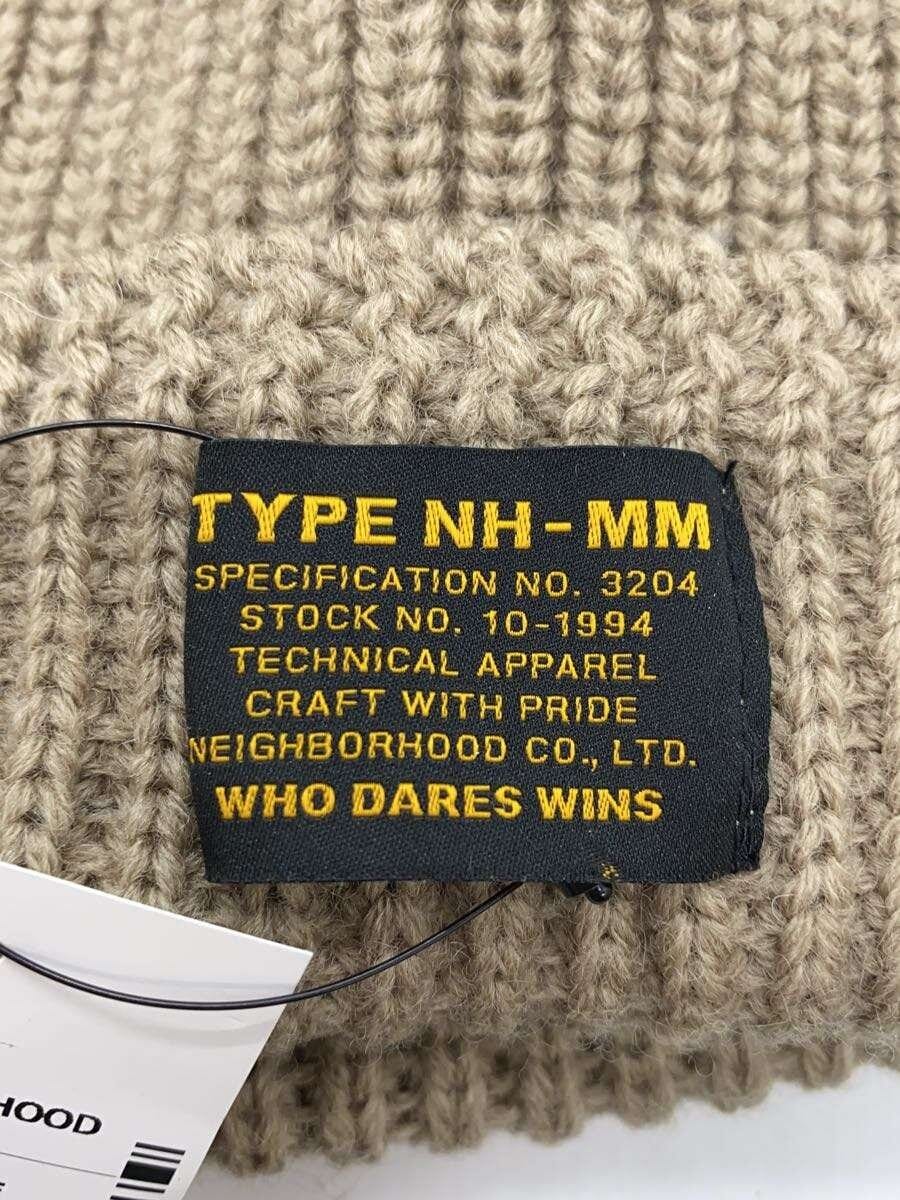 TYPE NH-MM
SPECIFICATION NO. 3204
STOCK NO. 10-1994
TECHNICAL APPAREL
CRAFT WITH PRIDE
NEIGHBORHOOD CO., LTD.
WHO DARES WINS
HOOD